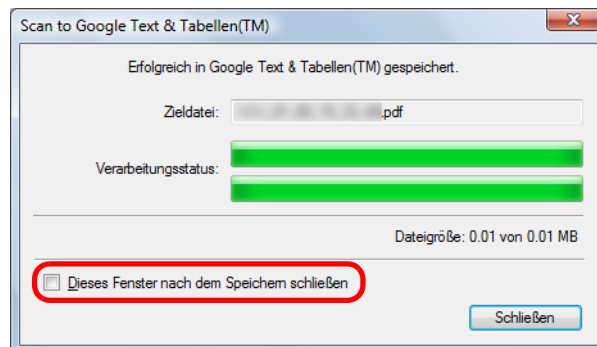 Scan to Google Text & Tabellen(TM)
Erfolgreich in Google Text & Tabellen(TM) gespeichert.
Zieldatei: .pdf
Verarbeitungsstatus:
Dateigröße: 0.01 von 0.01 MB
Dieses Fenster nach dem Speichern schließen
Schließen